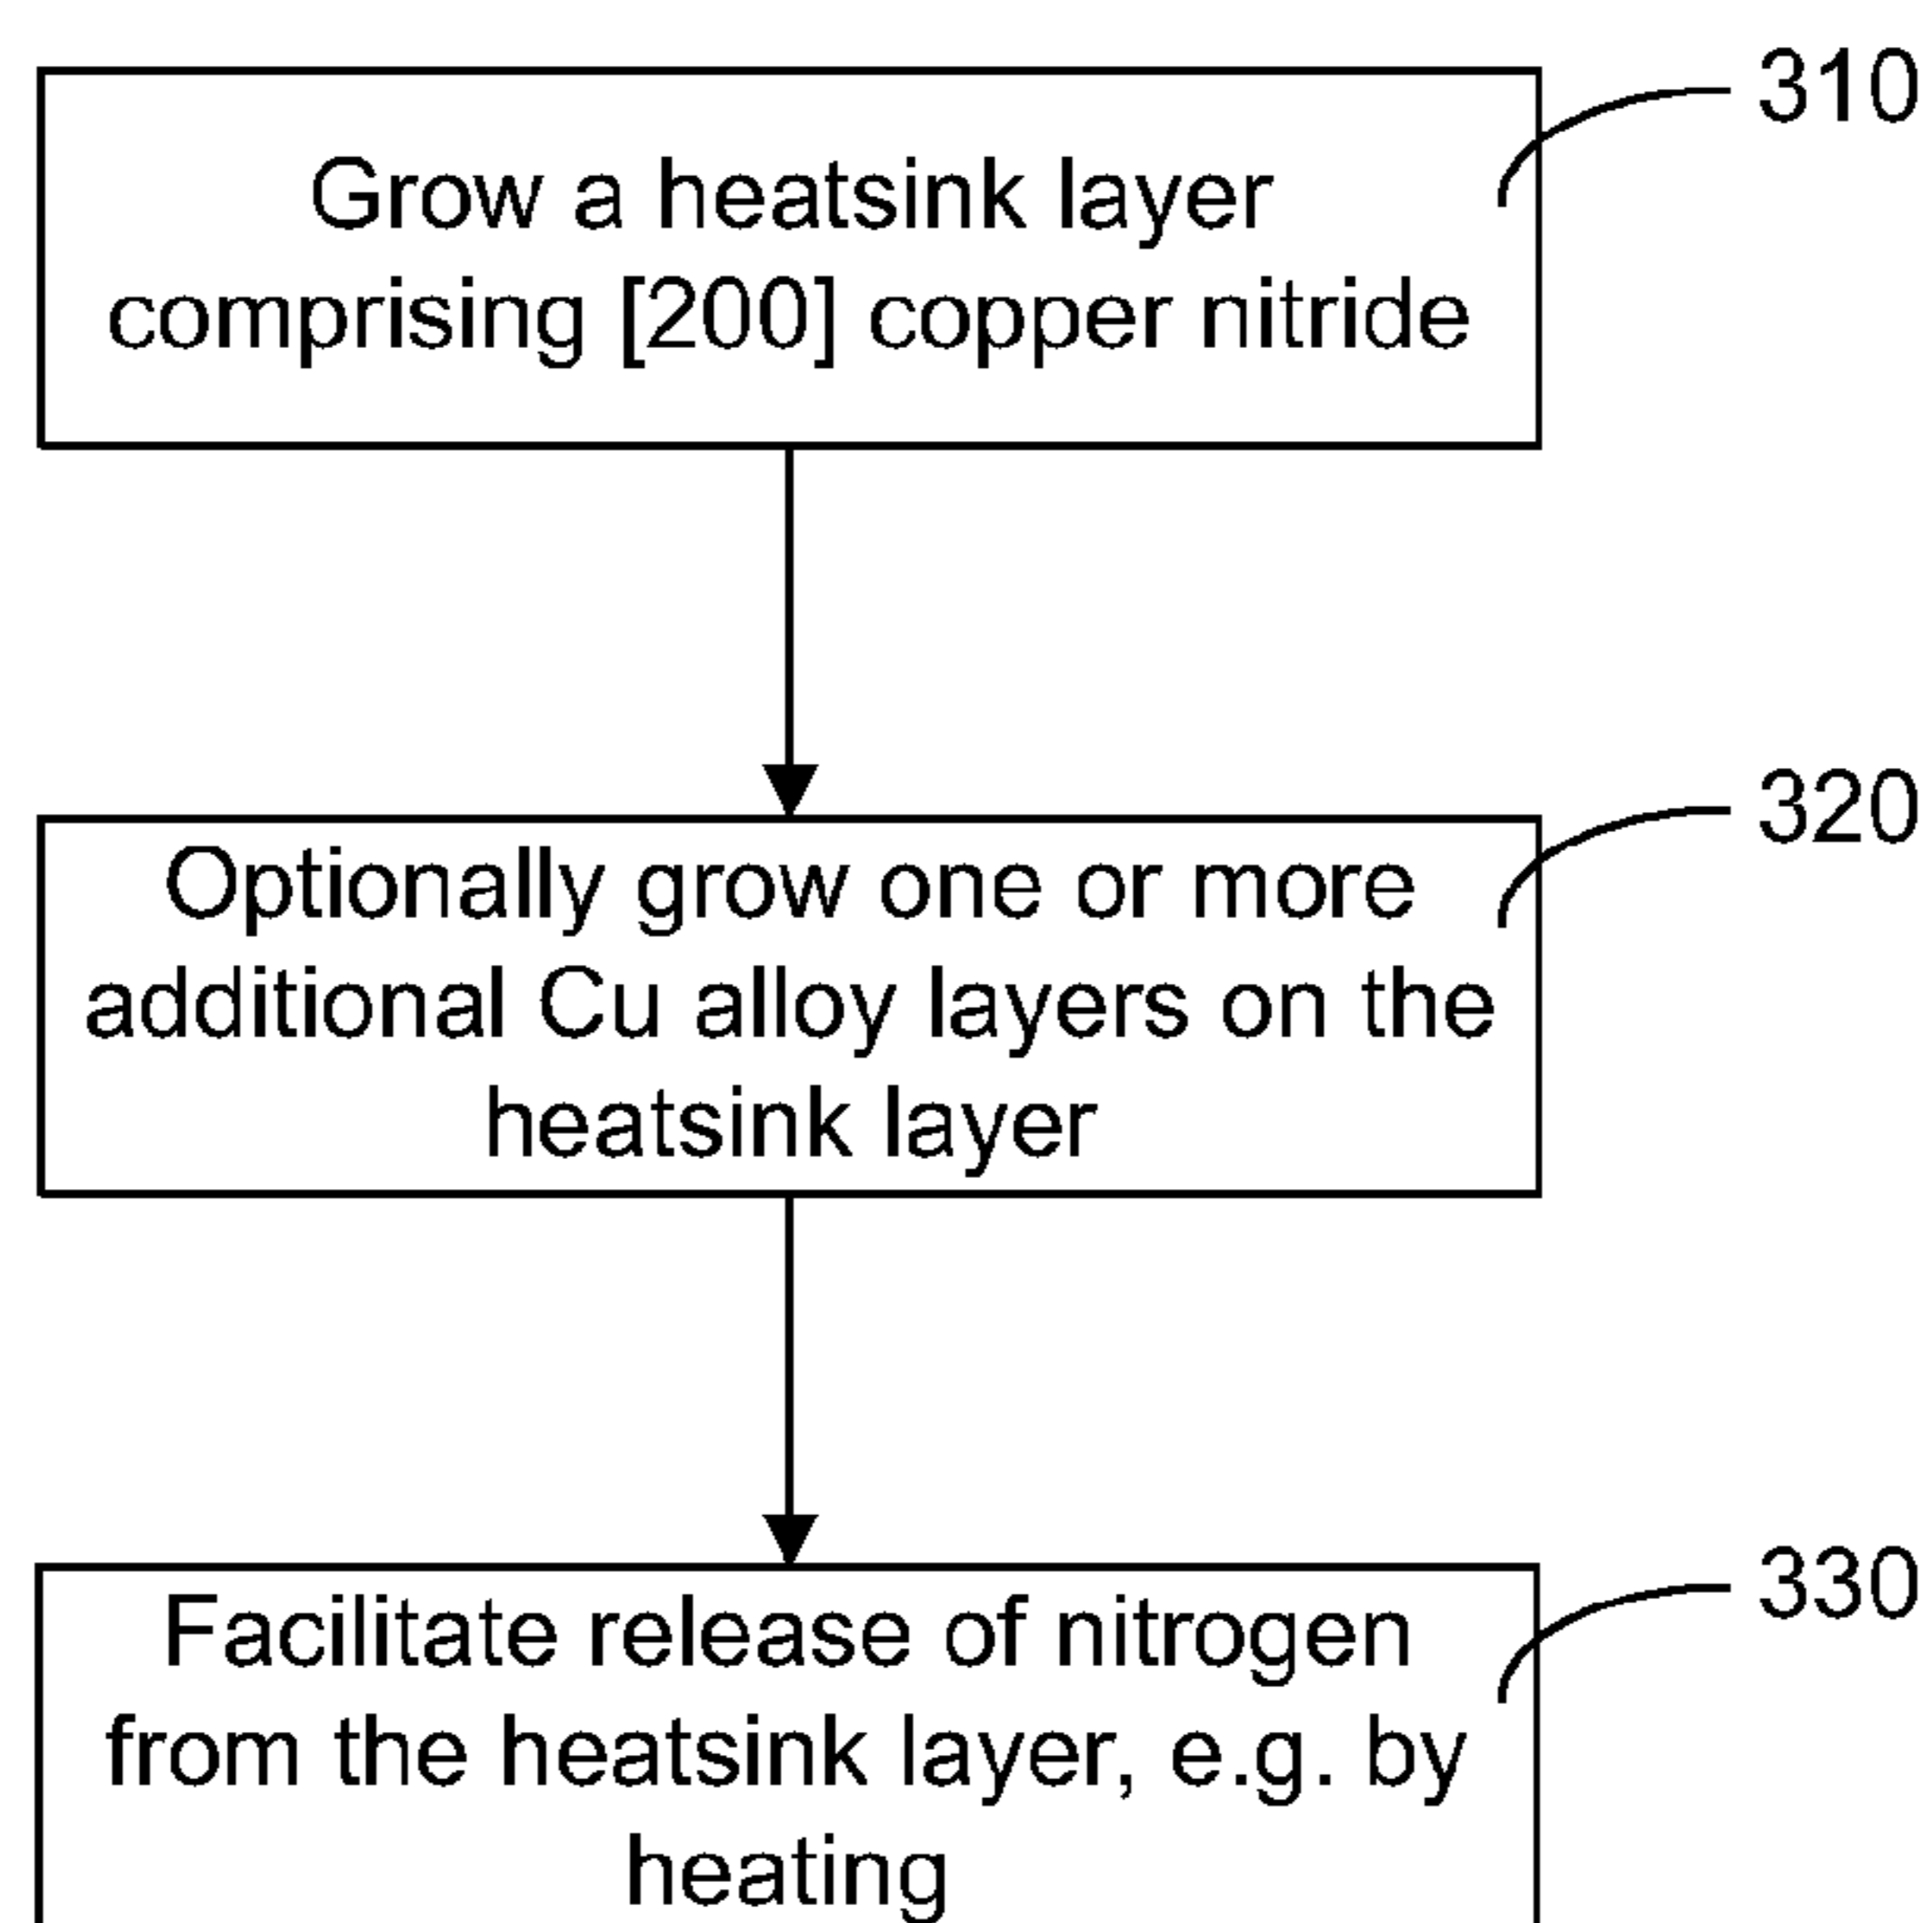 310
Grow a heatsink layer
comprising [200] copper nitride
320
Optionally grow one or more
additional Cu alloy layers on the
heatsink layer
330
Facilitate release of nitrogen
from the heatsink layer, e.g. by
heating